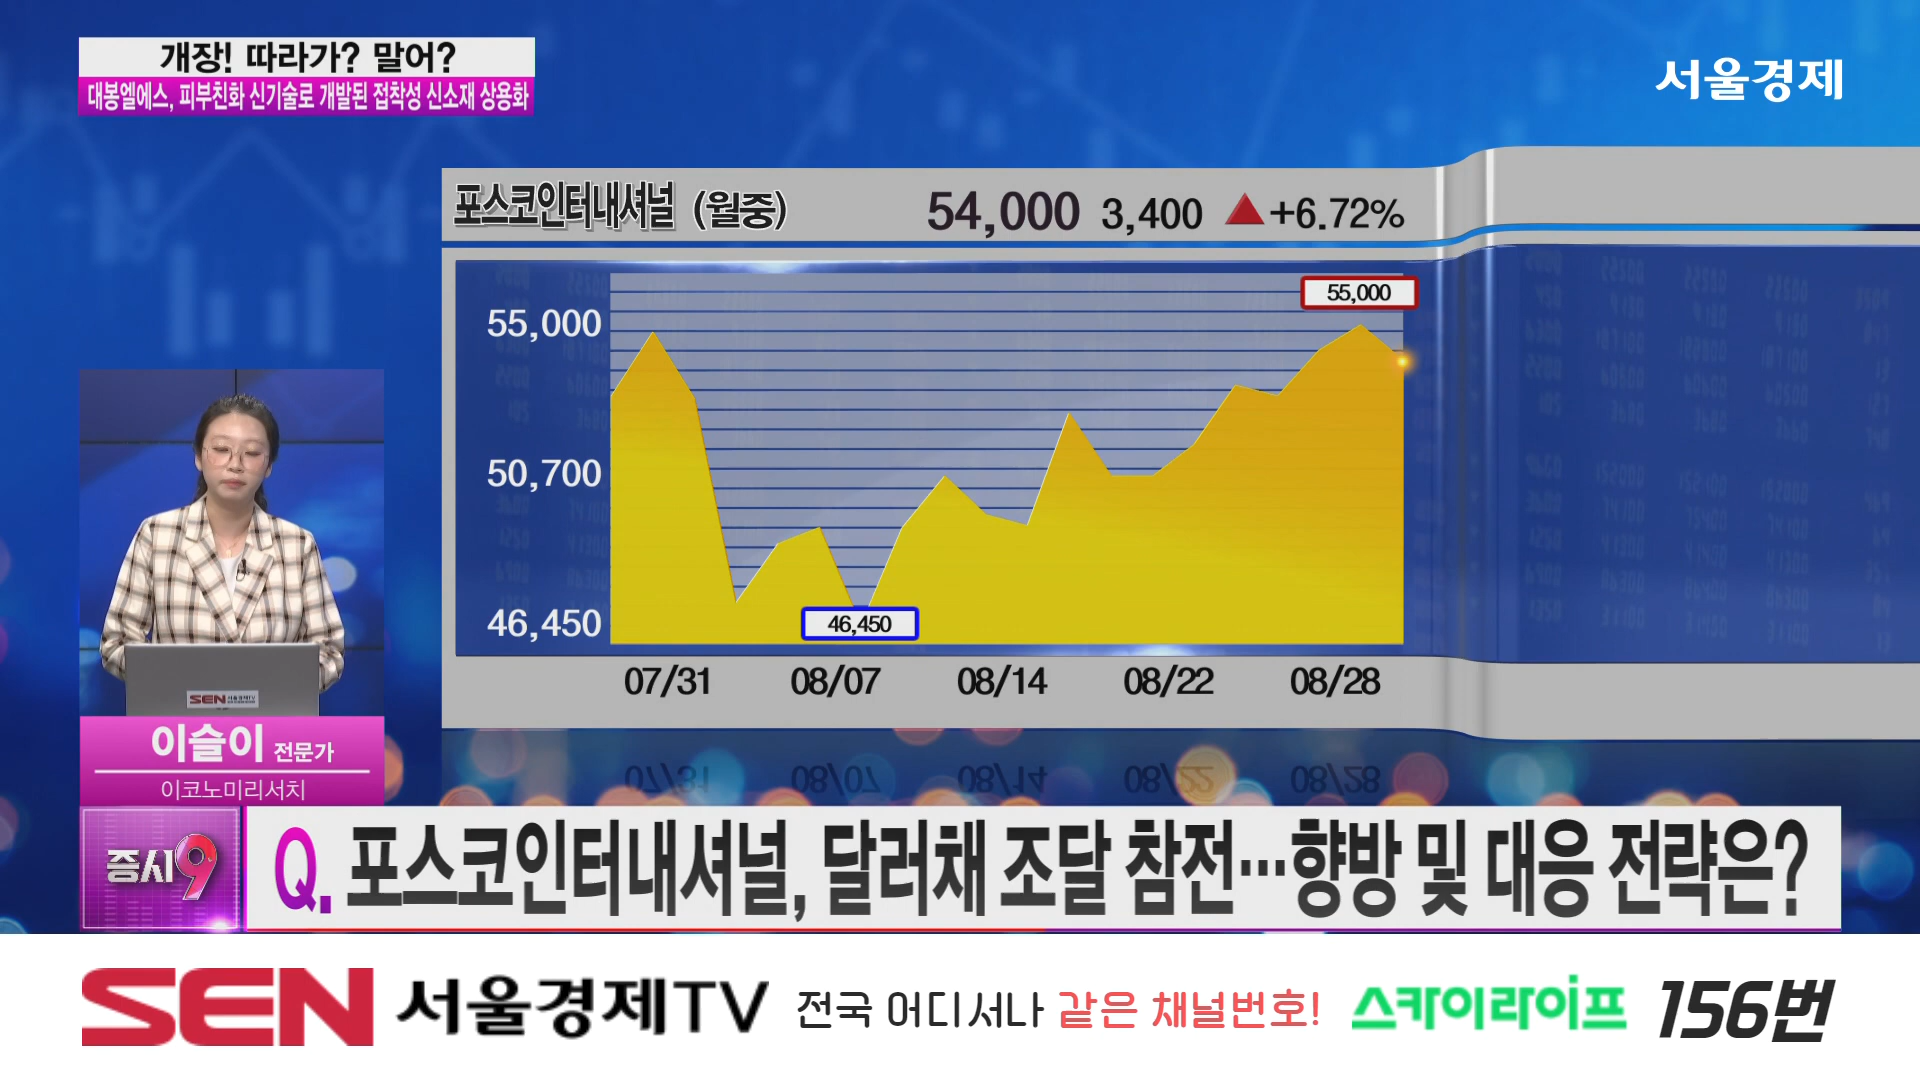 개장! 따라가? 말어?
대봉엘에스, 피부친화 신기술로 개발된 접착성 신소재 상용화
서울경제
포스코인터내셔널 (월중) 54,000 3,400 ▲+6.72%
55,000
55,000
50,700
46,450
46,450
07/31 08/07 08/14 08/22 08/28
SEN 서울경제TV
이슬이 전문가
이코노미리서치
증시9
Q. 포스코인터내셔널, 달러채 조달 참전…향방 및 대응 전략은?
SEN 서울경제TV 전국 어디서나 같은 채널번호! 스카이라이프 156번